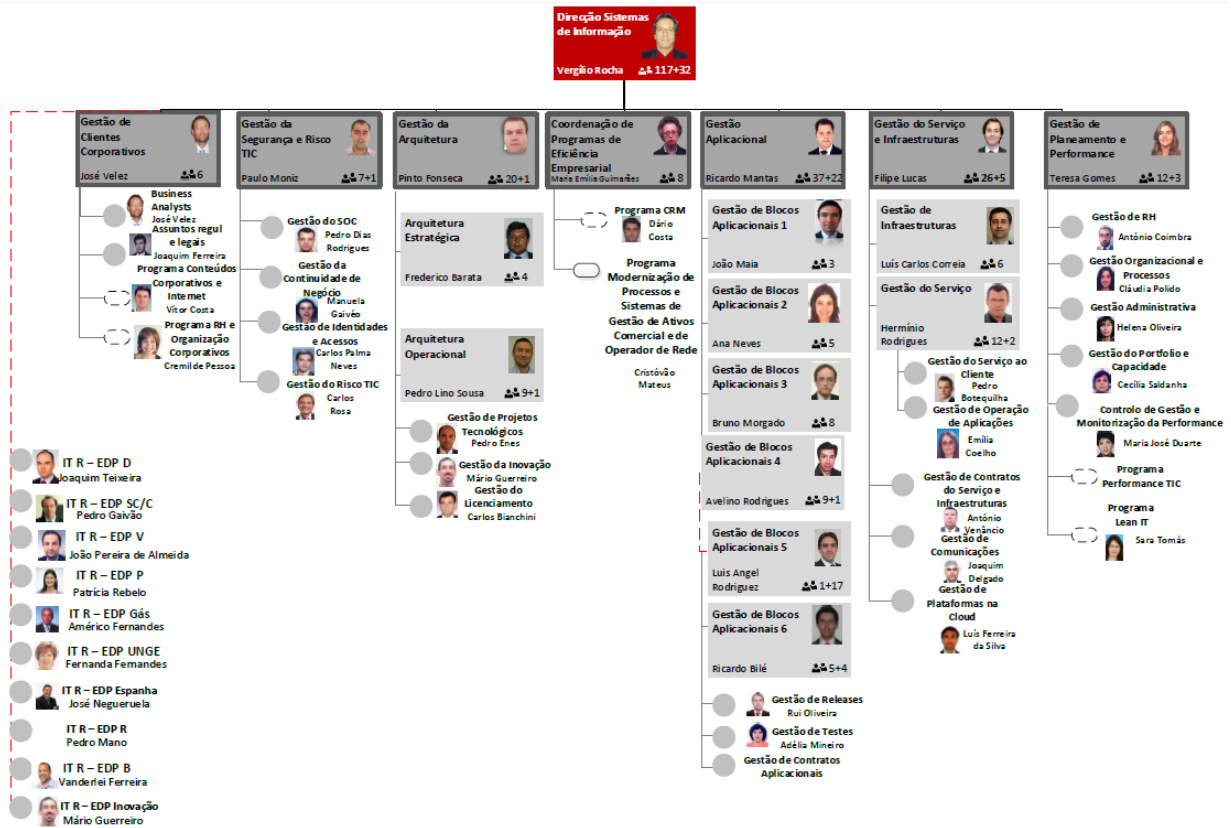 Direcção Sistemas
de Informação
Vergílio Rocha 117+32
Gestão de
Clientes
Corporativos
José Velez 6
Business
Analysts
José Velez
Assuntos regul
e legais
Joaquim Ferreira
Programa Conteúdos
Corporativos e
Internet
Vítor Costa
Programa RH e
Organização
Corporativos
Cremilde Pessoa
IT R – EDP D
Joaquim Teixeira
IT R – EDP SC/C
Pedro Gaivão
IT R – EDP V
João Pereira de Almeida
IT R – EDP P
Patrícia Rebelo
IT R – EDP Gás
Américo Fernandes
IT R – EDP UNGE
Fernanda Fernandes
IT R – EDP Espanha
José Negueruela
IT R – EDP R
Pedro Mano
IT R – EDP B
Vanderlei Ferreira
IT R – EDP Inovação
Mário Guerreiro
Gestão da
Segurança e Risco
TIC
Paulo Moniz 7+1
Gestão do SOC
Pedro Dias
Rodrigues
Gestão da
Continuidade de
Negócio
Manuela
Gaivéo
Gestão de Identidades
e Acessos
Carlos Palma
Neves
Gestão do Risco TIC
Carlos
Rosa
Gestão da
Arquitetura
Pinto Fonseca 20+1
Arquitetura
Estratégica
Frederico Barata 4
Arquitetura
Operacional
Pedro Lino Sousa 9+1
Gestão de Projetos
Tecnológicos
Pedro Enes
Gestão da Inovação
Mário Guerreiro
Gestão do
Licenciamento
Carlos Bianchini
Coordenação de
Programas de
Eficiência
Empresarial
Maria Emília Guimarães 8
Programa CRM
Dário
Costa
Programa
Modernização de
Processos e
Sistemas de
Gestão de Ativos
Comercial e de
Operador de Rede
Cristóvão
Mateus
Gestão
Aplicacional
Ricardo Mantas 37+22
Gestão de Blocos
Aplicacionais 1
João Maia 3
Gestão de Blocos
Aplicacionais 2
Ana Neves 5
Gestão de Blocos
Aplicacionais 3
Bruno Morgado 8
Gestão de Blocos
Aplicacionais 4
Avelino Rodrigues 9+1
Gestão de Blocos
Aplicacionais 5
Luis Angel
Rodriguez 1+17
Gestão de Blocos
Aplicacionais 6
Ricardo Bilé 5+4
Gestão de Releases
Rui Oliveira
Gestão de Testes
Adélia Mineiro
Gestão de Contratos
Aplicacionais
Gestão do Serviço
e Infraestruturas
Filipe Lucas 26+5
Gestão de
Infraestruturas
Luís Carlos Correia 6
Gestão do Serviço
Hermínio
Rodrigues 12+2
Gestão do Serviço ao
Cliente
Pedro
Botequilha
Gestão de Operação
de Aplicações
Emília
Coelho
Gestão de Contratos
do Serviço e
Infraestruturas
António
Venâncio
Gestão de
Comunicações
Joaquim
Delgado
Gestão de
Plataformas na
Cloud
Luís Ferreira
da Silva
Gestão de
Planeamento e
Performance
Teresa Gomes 12+3
Gestão de RH
António Coimbra
Gestão Organizacional e
Processos
Cláudia Polido
Gestão Administrativa
Helena Oliveira
Gestão do Portfolio e
Capacidade
Cecília Saldanha
Controlo de Gestão e
Monitorização da Performance
Maria José Duarte
Programa
Performance TIC
Programa
Lean IT
Sara Tomás